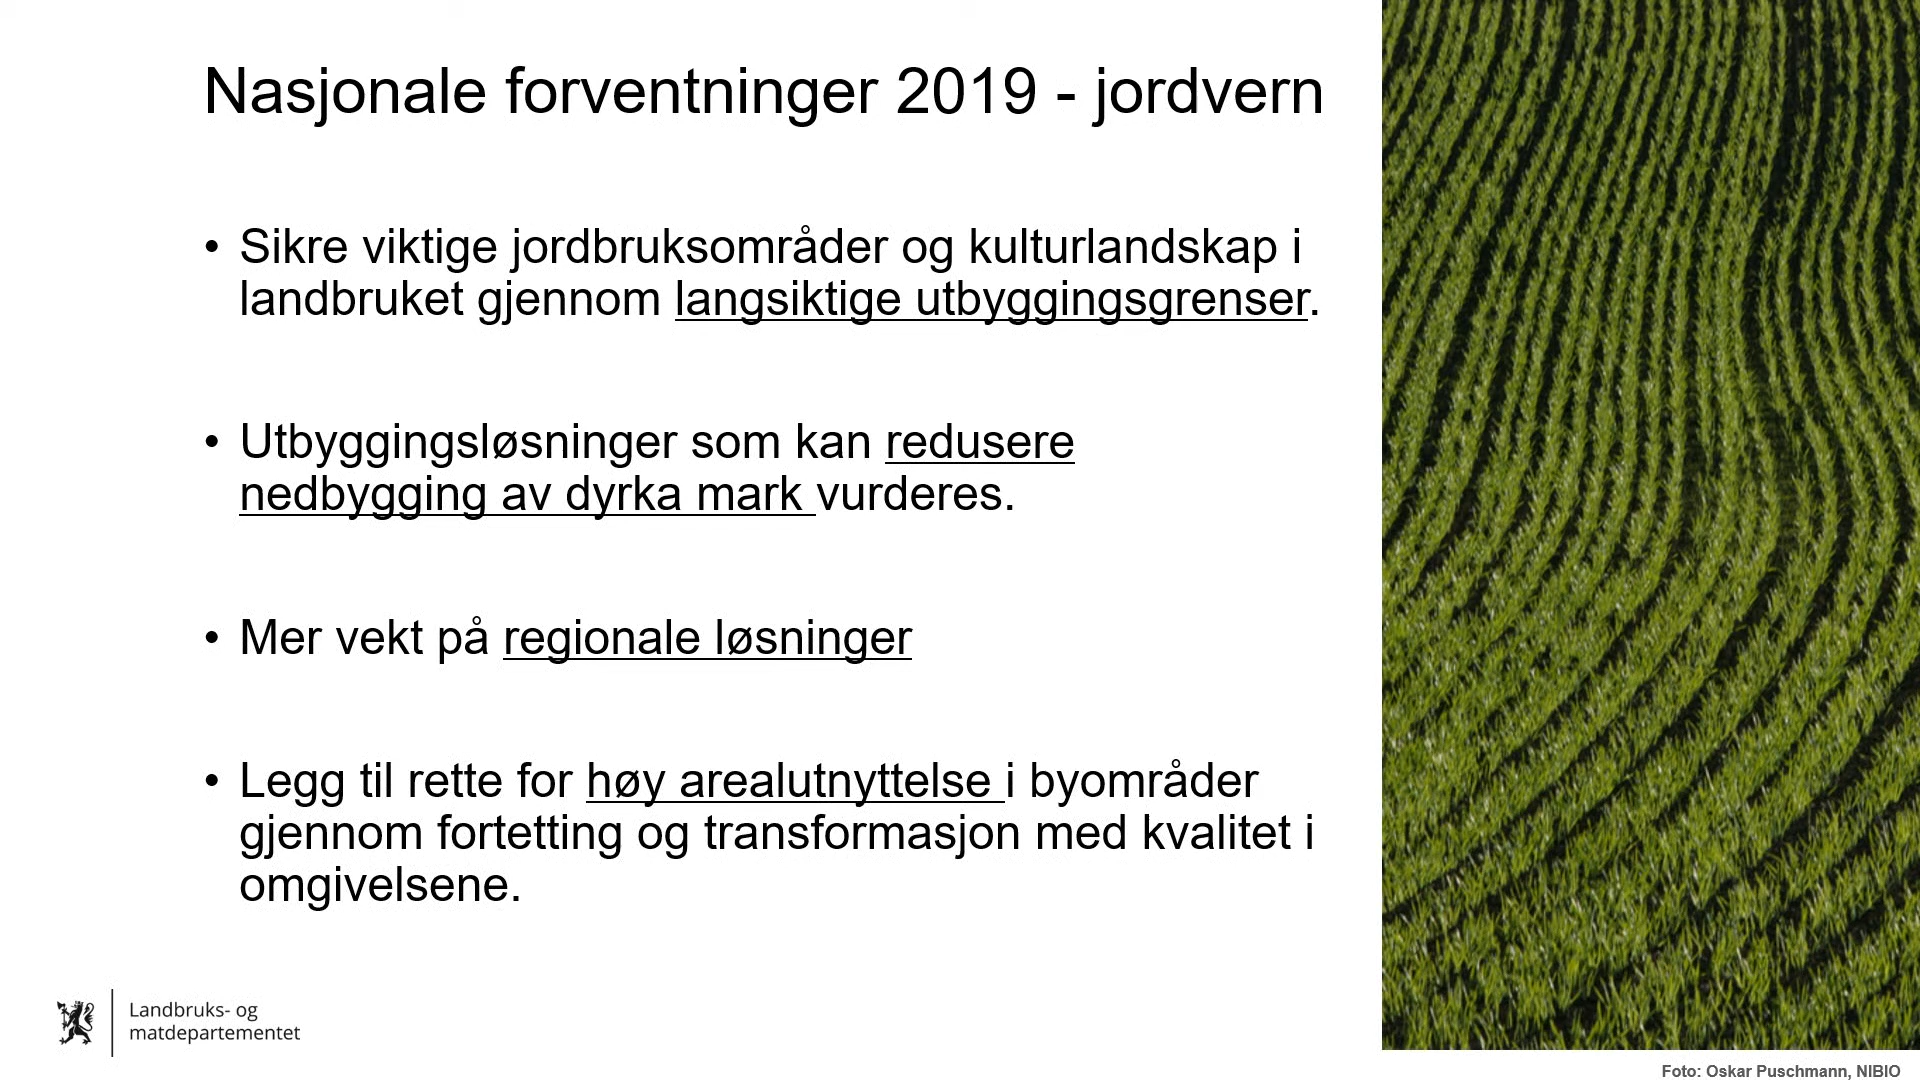 Nasjonale forventninger 2019 - jordvern
• Sikre viktige jordbruksområder og kulturlandskap i
landbruket gjennom langsiktige utbyggingsgrenser.
• Utbyggingsløsninger som kan redusere
nedbygging av dyrka mark vurderes.
• Mer vekt på regionale løsninger
• Legg til rette for høy arealutnyttelse i byområder
gjennom fortetting og transformasjon med kvalitet i
omgivelsene.
Landbruks- og
matdepartementet
Foto: Oskar Puschmann, NIBIO